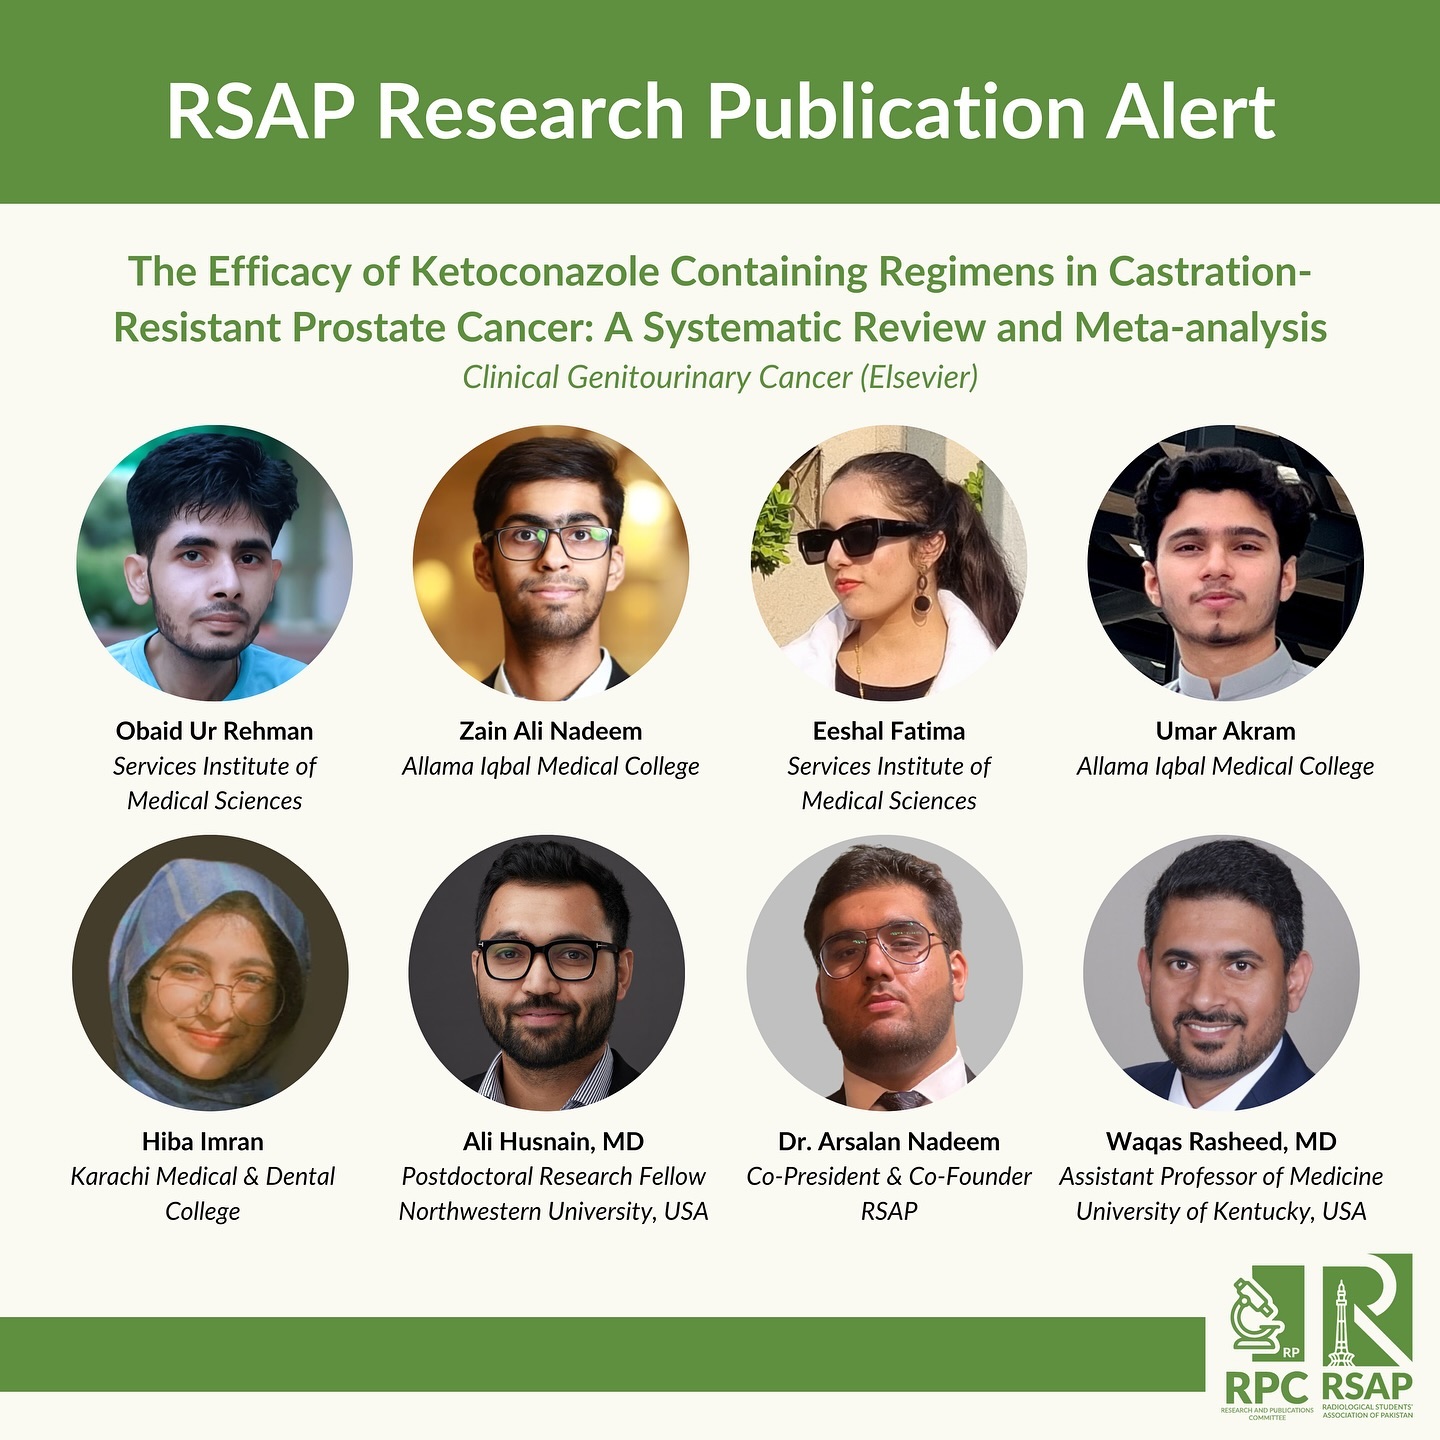 RSAP Research Publication Alert
The Efficacy of Ketoconazole Containing Regimens in Castration-
Resistant Prostate Cancer: A Systematic Review and Meta-analysis
Clinical Genitourinary Cancer (Elsevier)
Obaid Ur Rehman
Services Institute of
Medical Sciences
Zain Ali Nadeem
Allama Iqbal Medical College
Eeshal Fatima
Services Institute of
Medical Sciences
Umar Akram
Allama Iqbal Medical College
Hiba Imran
Karachi Medical & Dental
College
Ali Husnain, MD
Postdoctoral Research Fellow
Northwestern University, USA
Dr. Arsalan Nadeem
Co-President & Co-Founder
RSAP
Waqas Rasheed, MD
Assistant Professor of Medicine
University of Kentucky, USA
RP
RPC
RESEARCH AND PUBLICATIONS
COMMITTEE
R
RSAP
RADIOLOGICAL STUDENTS'
ASSOCIATION OF PAKISTAN